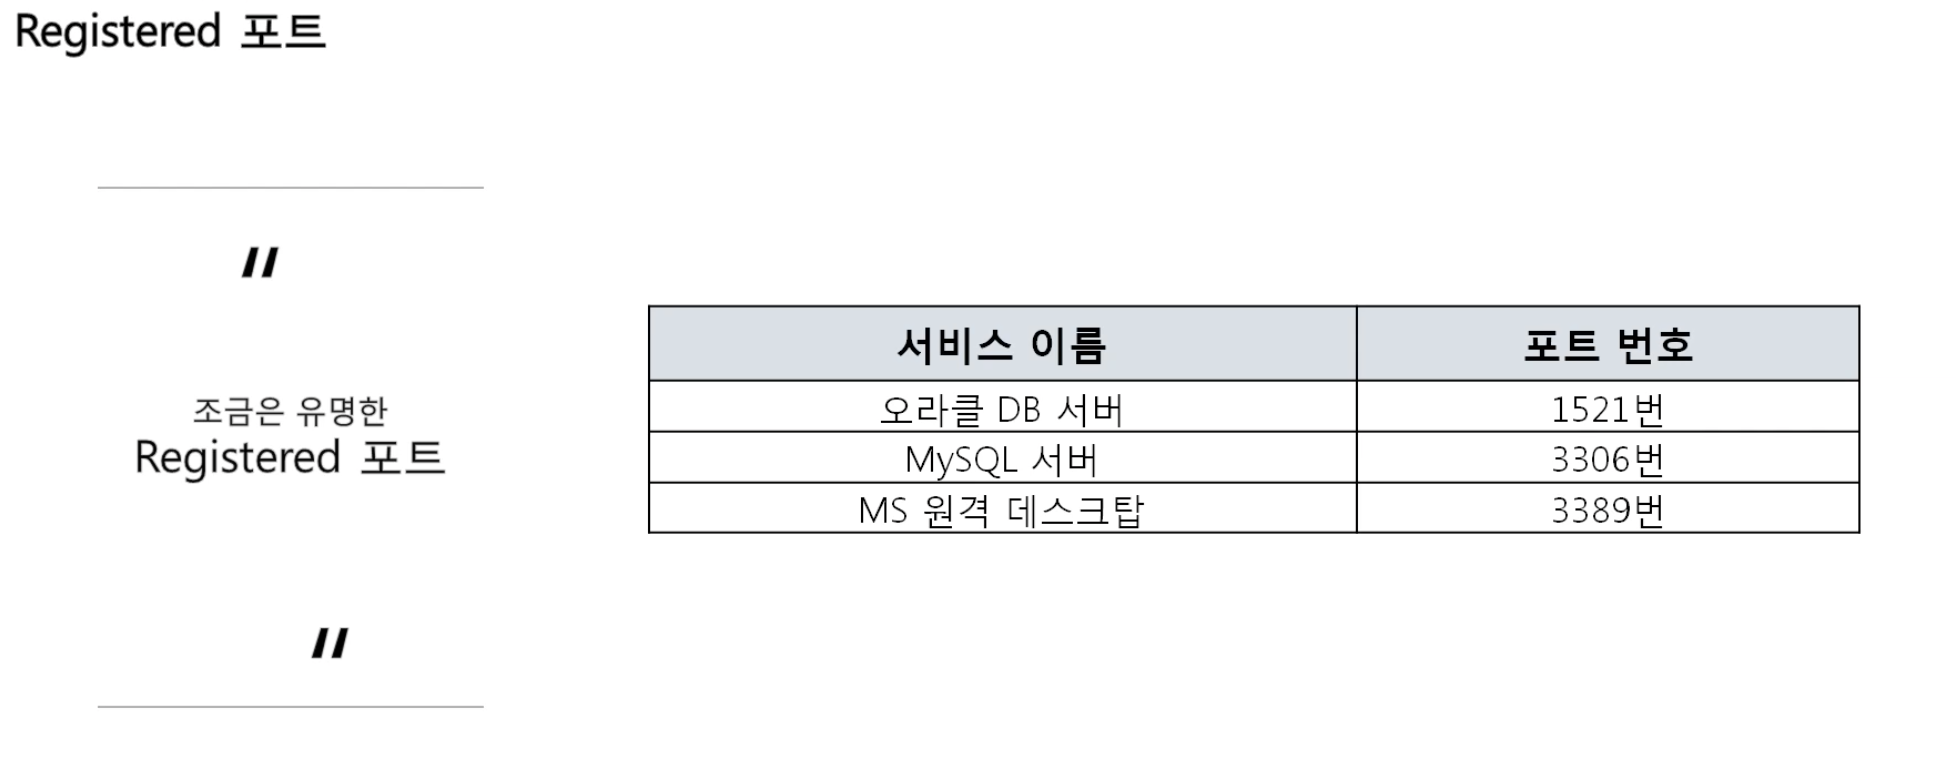 Registered 포트
"
조금은 유명한
Registered 포트
"
서비스 이름 포트 번호
오라클 DB 서버 1521번
MySQL 서버 3306번
MS 원격 데스크탑 3389번